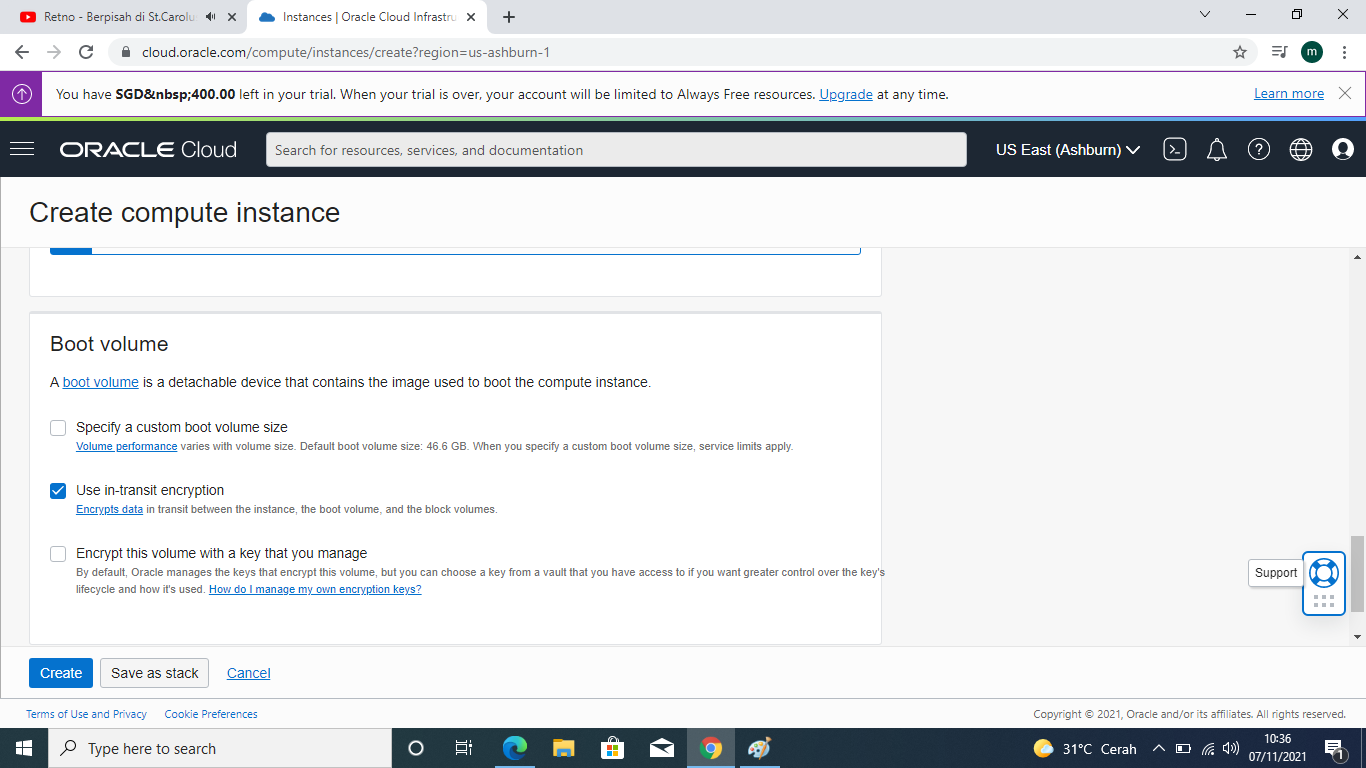 Retno - Berpisah di St.Carolu
Instances | Oracle Cloud Infrastru
cloud.oracle.com/compute/instances/create?region=us-ashburn-1
m
You have SGD&nbsp;400.00 left in your trial. When your trial is over, your account will be limited to Always Free resources. Upgrade at any time.
Learn more
ORACLE Cloud
Search for resources, services, and documentation
US East (Ashburn)
Create compute instance
Boot volume
A boot volume is a detachable device that contains the image used to boot the compute instance.
Specify a custom boot volume size
Volume performance varies with volume size. Default boot volume size: 46.6 GB. When you specify a custom boot volume size, service limits apply.
Use in-transit encryption
Encrypts data in transit between the instance, the boot volume, and the block volumes.
Encrypt this volume with a key that you manage
By default, Oracle manages the keys that encrypt this volume, but you can choose a key from a vault that you have access to if you want greater control over the key's
lifecycle and how it's used. How do I manage my own encryption keys?
Support
Create
Save as stack
Cancel
Terms of Use and Privacy
Cookie Preferences
Copyright © 2021, Oracle and/or its affiliates. All rights reserved.
Type here to search
31°C Cerah
10:36
07/11/2021
1